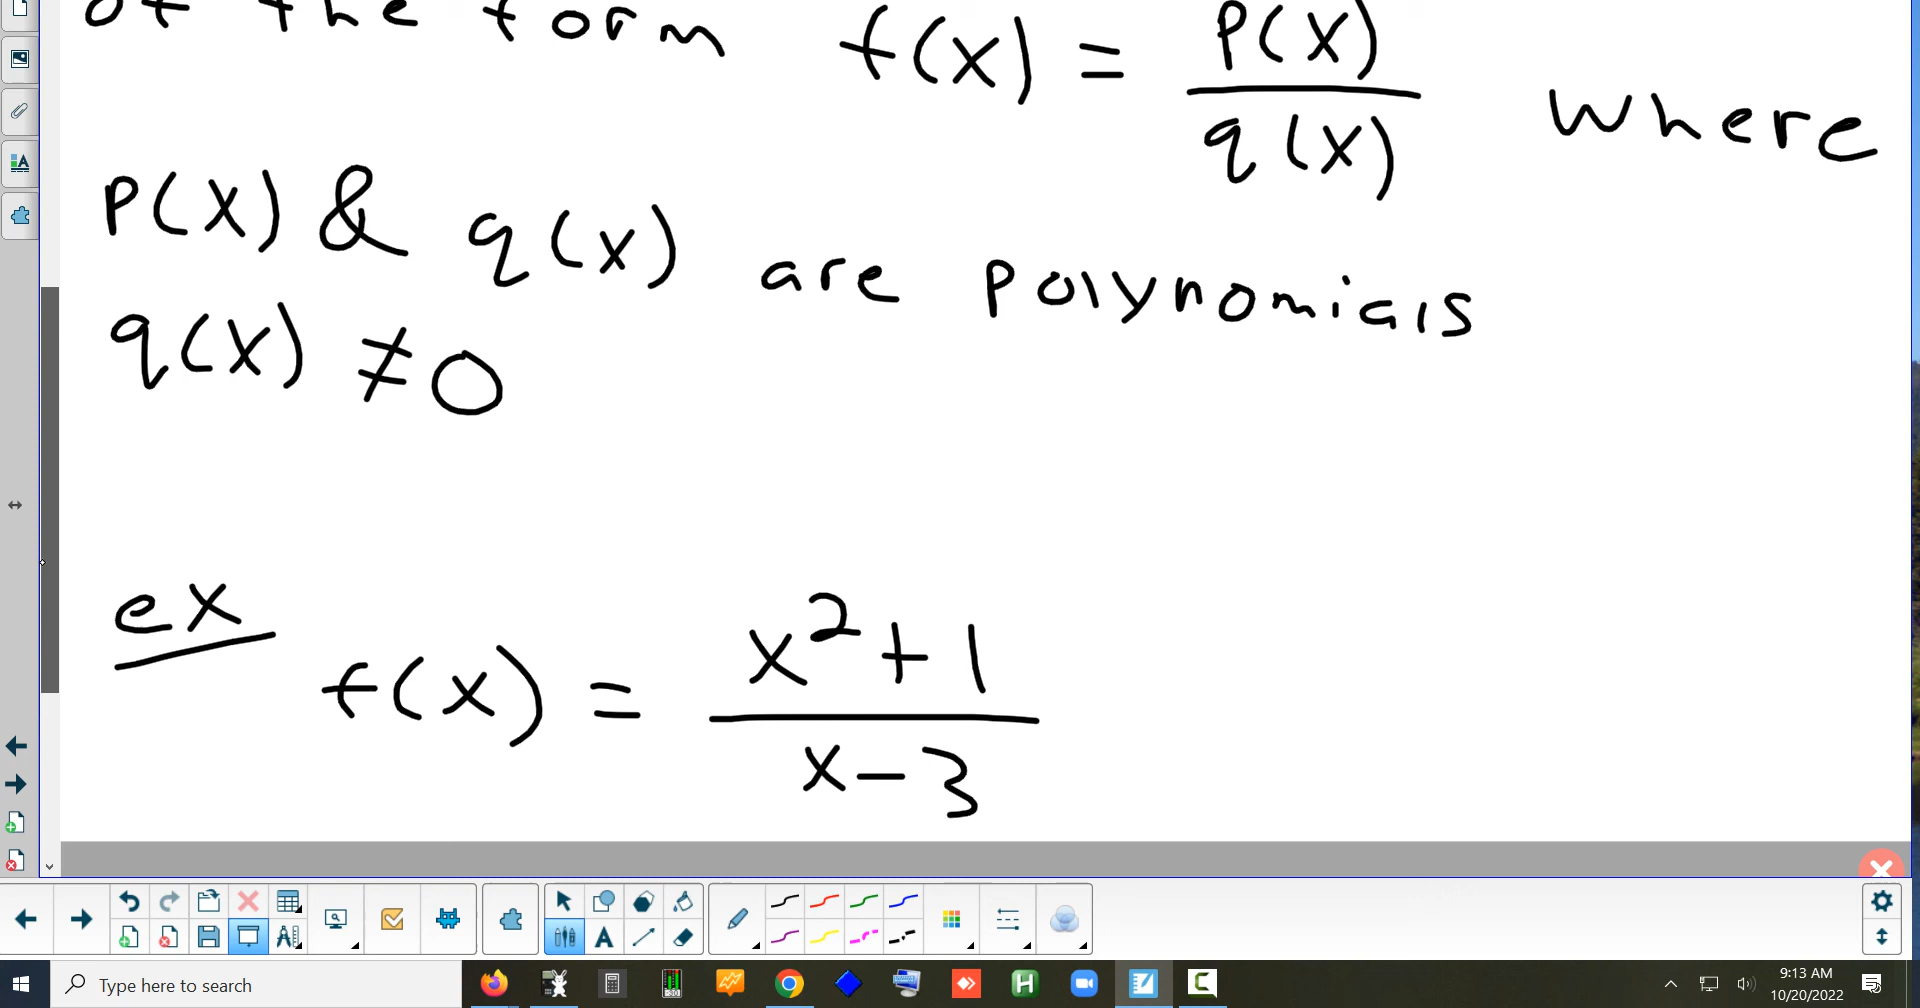 of the form f(x) = p(x)/q(x) where
p(x) & q(x) are polynomials
q(x) ≠ 0
ex
f(x) = x²+1/x-3
A
Type here to search
9:13 AM
10/20/2022